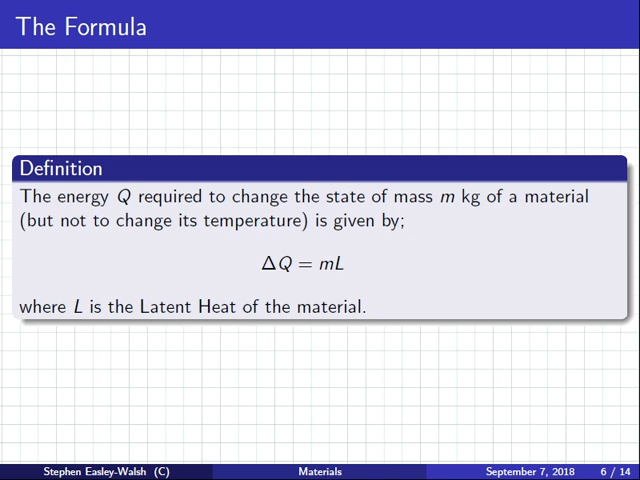 The Formula
Definition
The energy Q required to change the state of mass m kg of a material
(but not to change its temperature) is given by;
ΔQ = mL
where L is the Latent Heat of the material.
Stephen Easley-Walsh (C) Materials September 7, 2018 6 / 14